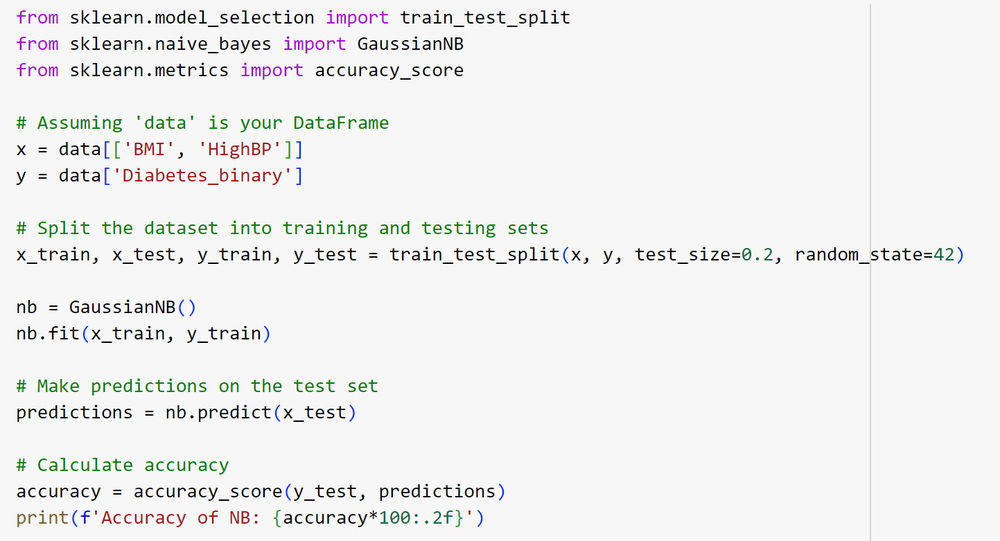 from sklearn.model_selection import train_test_split
from sklearn.naive_bayes import GaussianNB
from sklearn.metrics import accuracy_score
# Assuming 'data' is your DataFrame
x = data[['BMI', 'HighBP']]
y = data['Diabetes_binary']
# Split the dataset into training and testing sets
x_train, x_test, y_train, y_test = train_test_split(x, y, test_size=0.2, random_state=42)
nb = GaussianNB()
nb.fit(x_train, y_train)
# Make predictions on the test set
predictions = nb.predict(x_test)
# Calculate accuracy
accuracy = accuracy_score(y_test, predictions)
print(f'Accuracy of NB: {accuracy*100:.2f}')